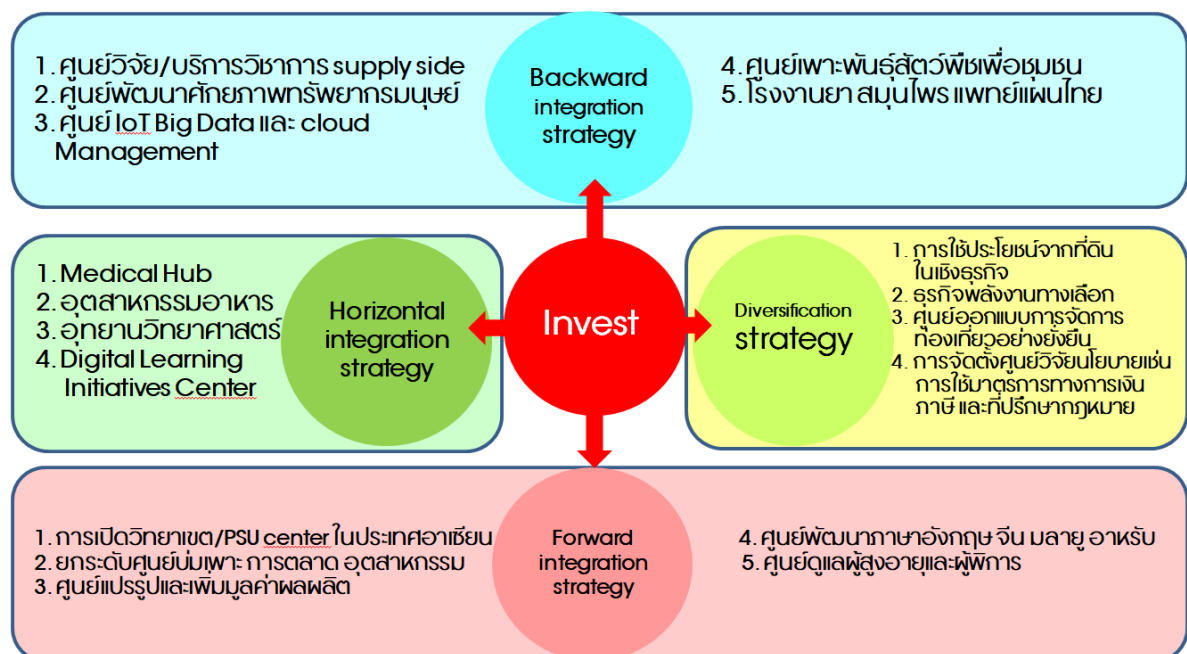 1. ศูนย์วิจัย/บริการวิชาการ supply side
2. ศูนย์พัฒนาศักยภาพทรัพยากรมนุษย์
3. ศูนย์ IoT Big Data และ cloud
Management
Backward
integration
strategy
4. ศูนย์เพาะพันธุ์สัตว์พืชเพื่อชุมชน
5. โรงงานยา สมุนไพร แพทย์แผนไทย
1. Medical Hub
2. อุตสาหกรรมอาหาร
3. อุทยานวิทยาศาสตร์
4. Digital Learning
Initiatives Center
Horizontal
integration
strategy
Invest
Diversification
strategy
1. การใช้ประโยชน์จากที่ดิน
ในเชิงธุรกิจ
2. ธุรกิจพลังงานทางเลือก
3. ศูนย์ออกแบบการจัดการ
ท่องเที่ยวอย่างยั่งยืน
4. การจัดตั้งศูนย์วิจัยนโยบายเช่น
การใช้มาตรการทางการเงิน
ภาษี และที่ปรึกษากฎหมาย
1. การเปิดวิทยาเขต/PSU center ในประเทศอาเซียน
2. ยกระดับศูนย์บ่มเพาะ การตลาด อุตสาหกรรม
3. ศูนย์แปรรูปและเพิ่มมูลค่าผลผลิต
Forward
integration
strategy
4. ศูนย์พัฒนาภาษาอังกฤษ จีน มลายู อาหรับ
5. ศูนย์ดูแลผู้สูงอายุและผู้พิการ